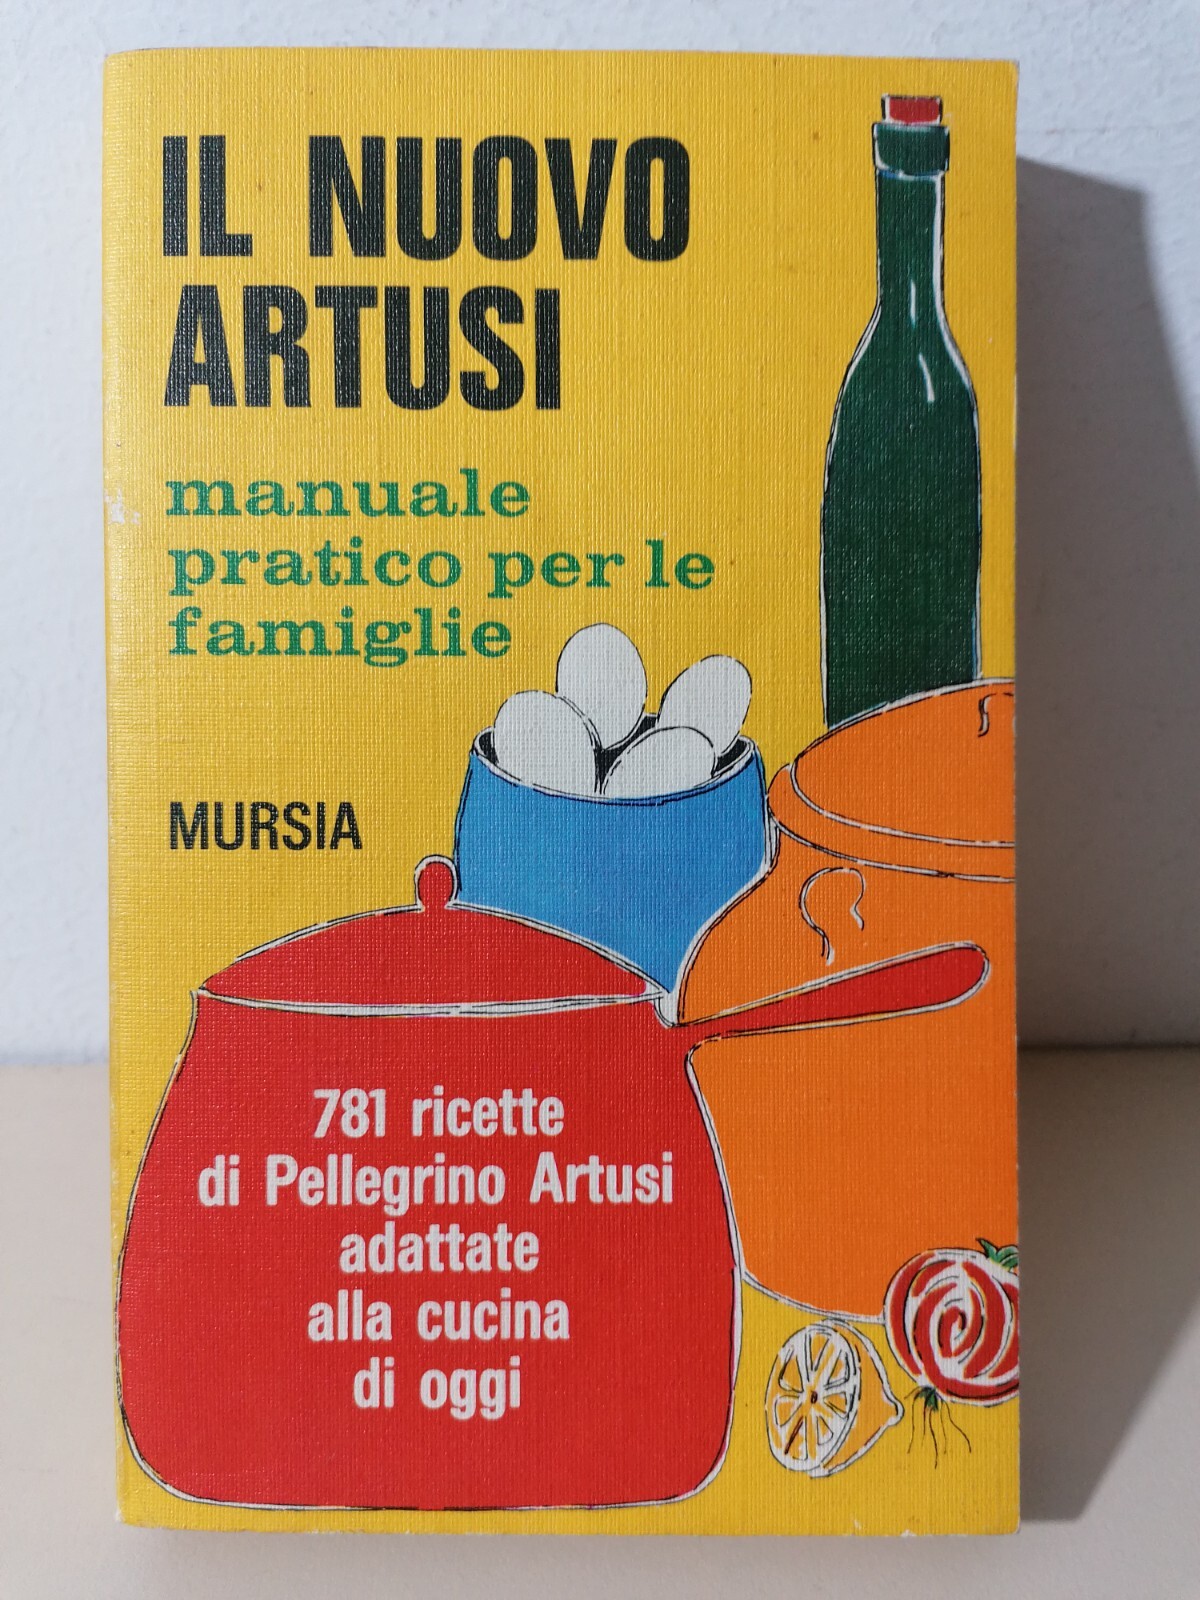 IL NUOVO
ARTUSI
manuale
pratico per le
famiglie
MURSIA
781 ricette
di Pellegrino Artusi
adattate
alla cucina
di oggi